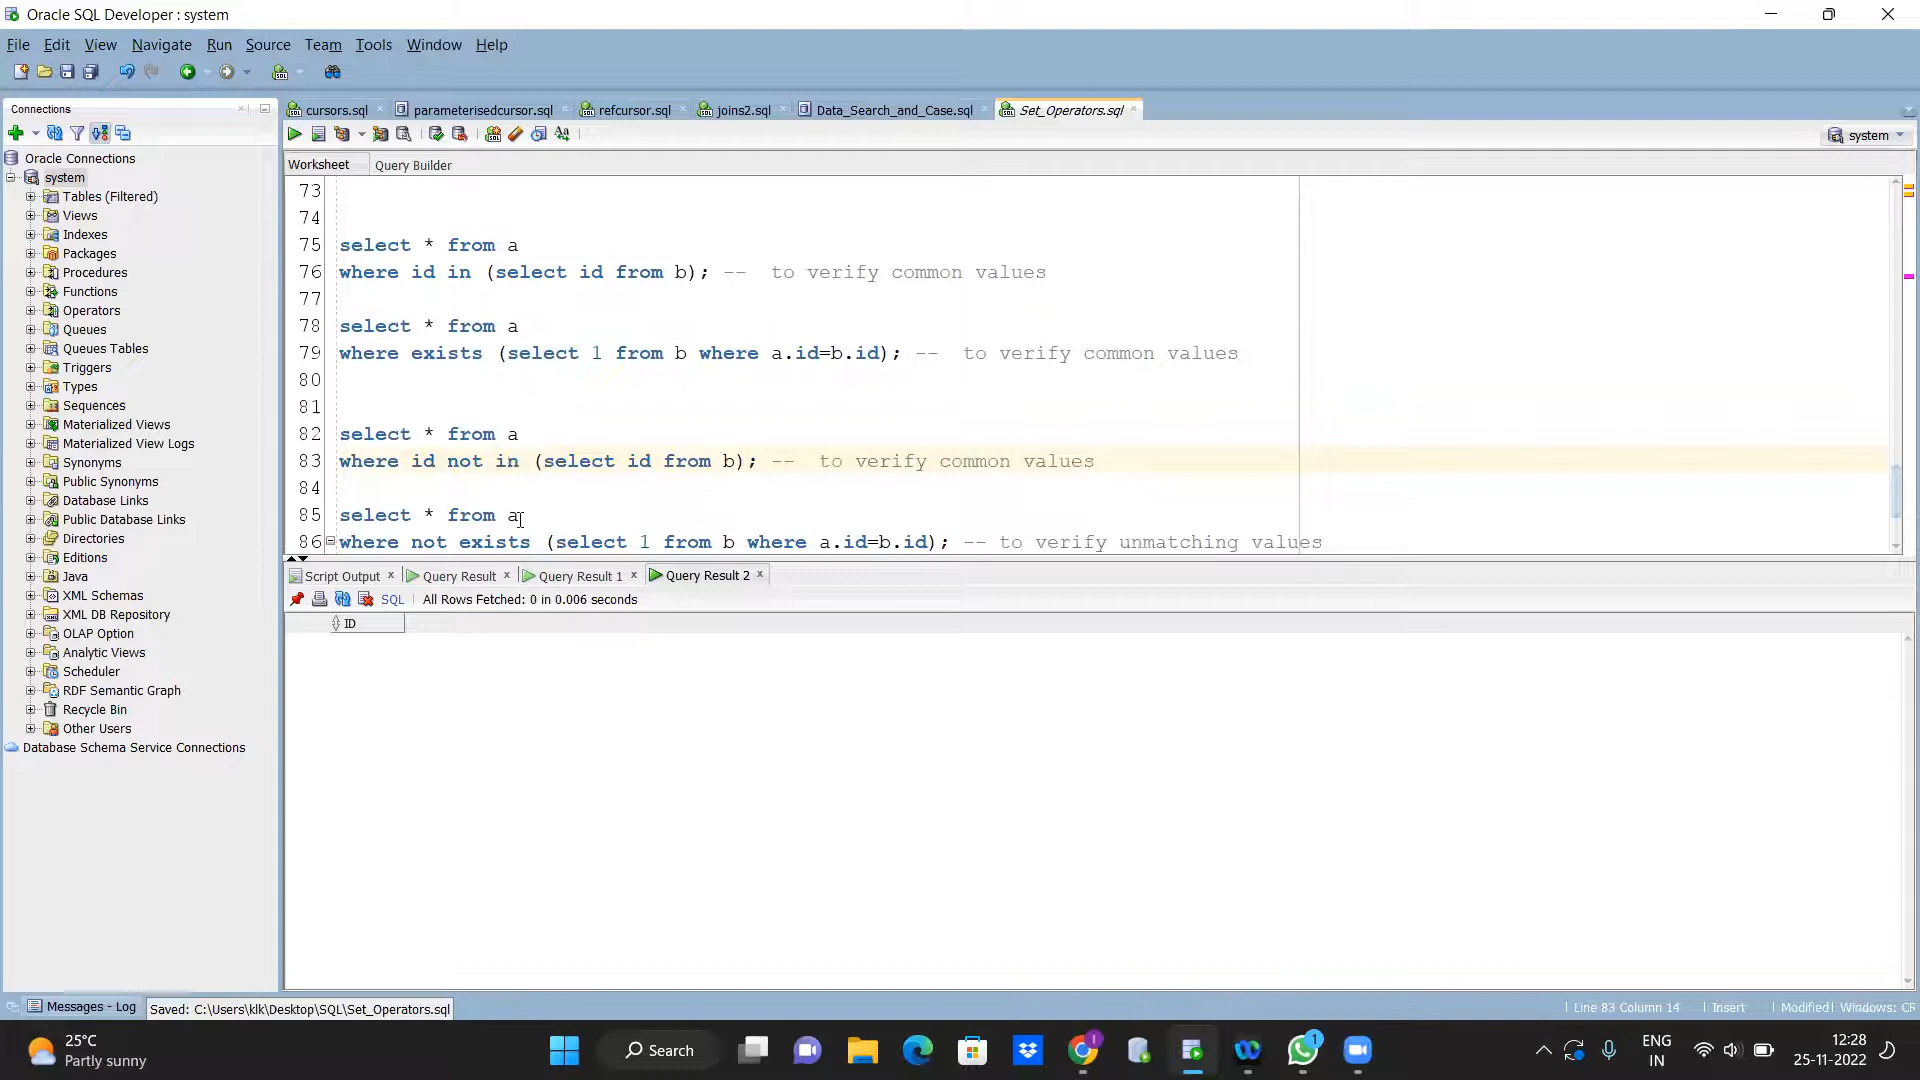 Oracle SQL Developer : system
File Edit View Navigate Run Source Team Tools Window Help
Connections
cursors.sql parameterisedcursor.sql refcursor.sql joins2.sql Data_Search_and_Case.sql Set_Operators.sql
system
Worksheet Query Builder
Oracle Connections
system
Tables (Filtered)
Views
Indexes
Packages
Procedures
Functions
Operators
Queues
Queues Tables
Triggers
Types
Sequences
Materialized Views
Materialized View Logs
Synonyms
Public Synonyms
Database Links
Public Database Links
Directories
Editions
Java
XML Schemas
XML DB Repository
OLAP Option
Analytic Views
Scheduler
RDF Semantic Graph
Recycle Bin
Other Users
Database Schema Service Connections
73
74
75 select * from a
76 where id in (select id from b); -- to verify common values
77
78 select * from a
79 where exists (select 1 from b where a.id=b.id); -- to verify common values
80
81
82 select * from a
83 where id not in (select id from b); -- to verify common values
84
85 select * from a
86 where not exists (select 1 from b where a.id=b.id); -- to verify unmatching values
Script Output Query Result Query Result 1 Query Result 2
SQL All Rows Fetched: 0 in 0.006 seconds
ID
Messages - Log Saved: C:\Users\klk\Desktop\SQL\Set_Operators.sql
Line 83 Column 14 Insert Modified Windows: CF
25°C
Partly sunny
Search
1
ENG
IN
12:28
25-11-2022